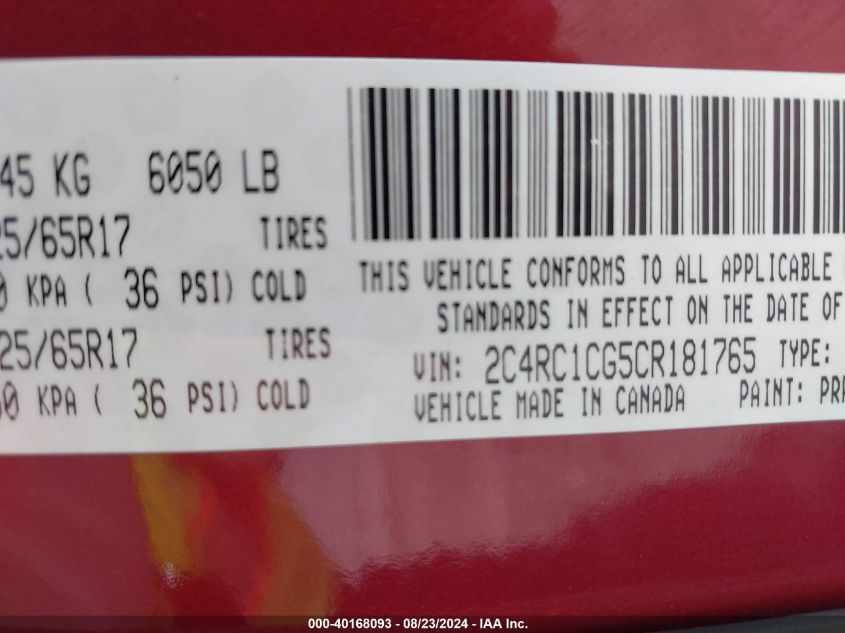 45 KG 6050 LB
25/65R17 TIRES
0 KPA ( 36 PSI) COLD
25/65R17 TIRES
50 KPA ( 36 PSI) COLD
THIS VEHICLE CONFORMS TO ALL APPLICABLE
STANDARDS IN EFFECT ON THE DATE OF
VIN: 2C4RC1CG5CR181765 TYPE:
VEHICLE MADE IN CANADA PAINT: PRP
000-40168093 - 08/23/2024 - IAA Inc.